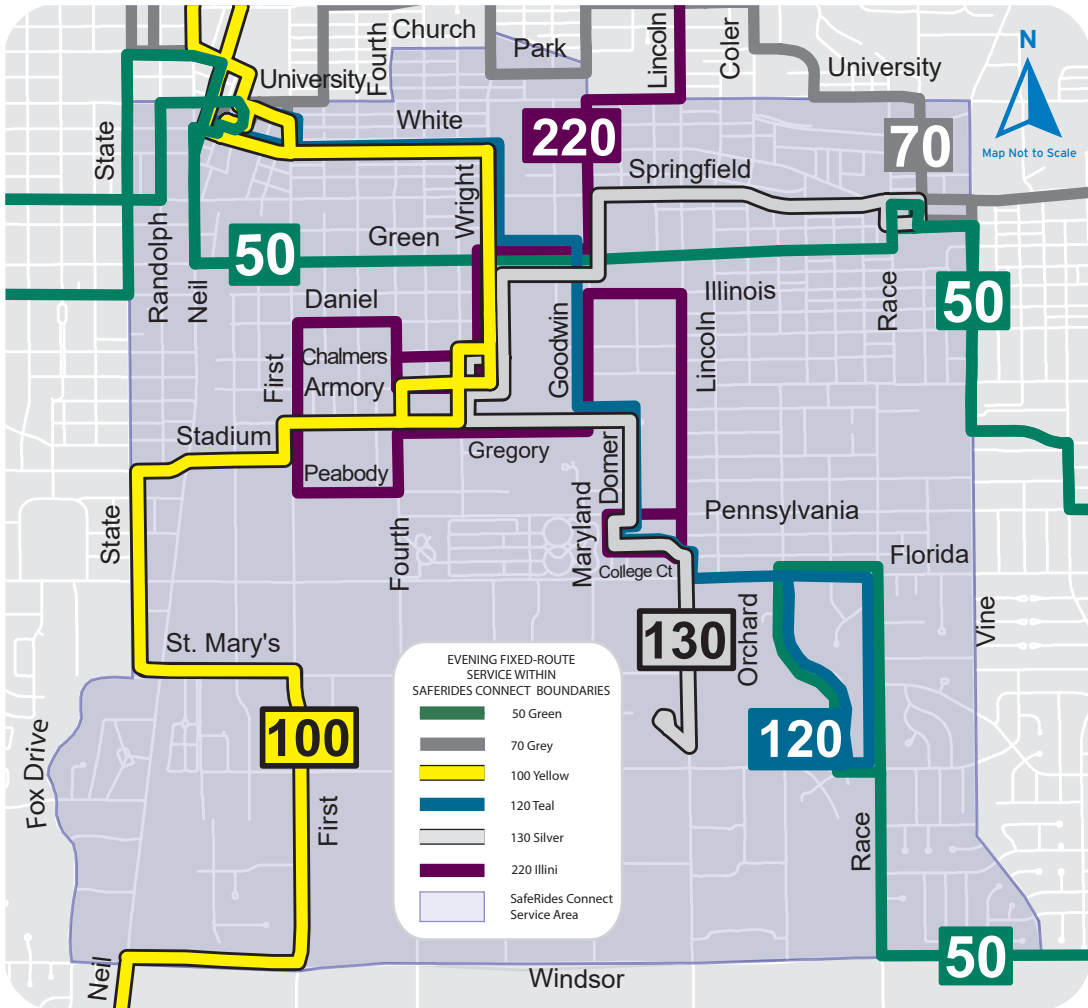 Church
Park
Fourth
Lincoln
Coler
University
University
N
Map Not to Scale
State
White
220
70
Springfield
Wright
Randolph
Neil
50
Green
Race
50
Daniel
Illinois
First
Chalmers
Armory
Goodwin
Lincoln
Stadium
Gregory
Peabody
Dorner
Maryland
Pennsylvania
State
Fourth
College Ct
Florida
Orchard
Vine
130
St. Mary's
100
120
Fox Drive
First
Race
EVENING FIXED-ROUTE
SERVICE WITHIN
SAFERIDES CONNECT BOUNDARIES
50 Green
70 Grey
100 Yellow
120 Teal
130 Silver
220 Illini
SafeRides Connect
Service Area
Neil
Windsor
50